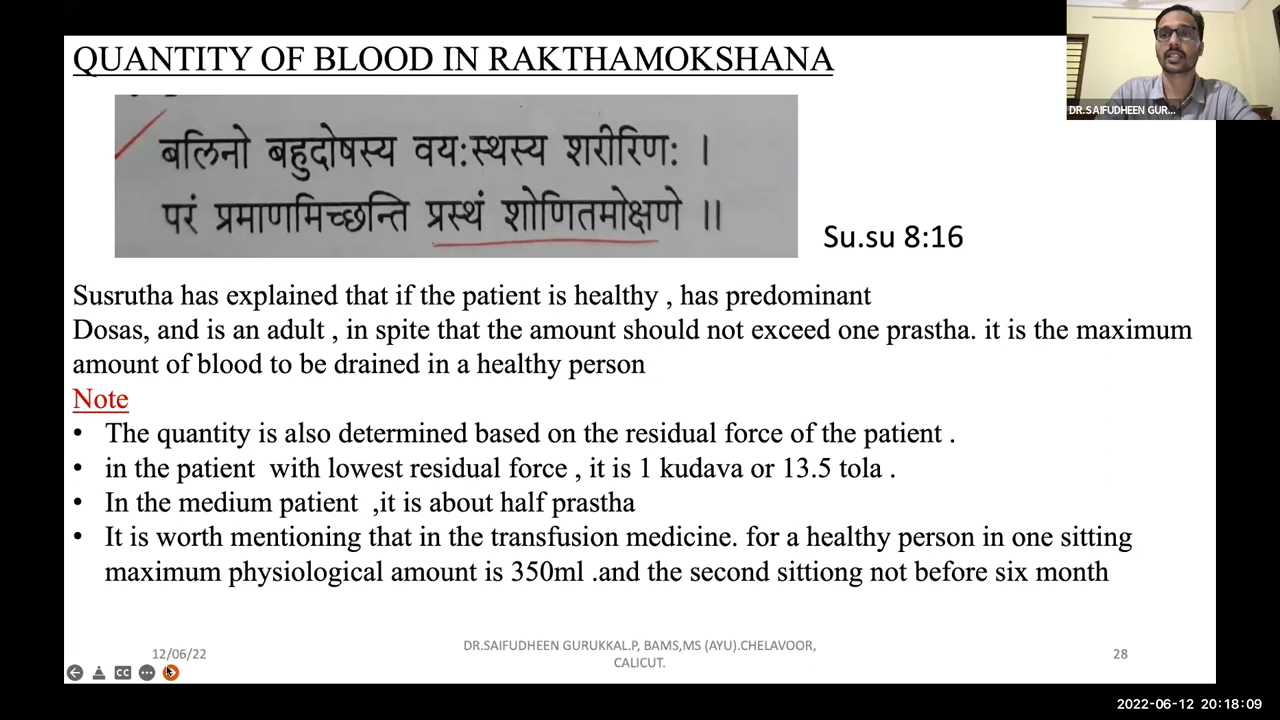 QUANTITY OF BLOOD IN RAKTHAMOKSHANA
DR.SAIFUDHEEN GUR...
बलिनो बहुदोषस्य वयःस्थस्य शरीरिणः ।
परं प्रमाणमिच्छन्ति प्रस्थं शोणितमोक्षणे ॥
Su.su 8:16
Susrutha has explained that if the patient is healthy , has predominant
Dosas, and is an adult , in spite that the amount should not exceed one prastha. it is the maximum
amount of blood to be drained in a healthy person
Note
• The quantity is also determined based on the residual force of the patient .
• in the patient with lowest residual force , it is 1 kudava or 13.5 tola .
• In the medium patient ,it is about half prastha
• It is worth mentioning that in the transfusion medicine. for a healthy person in one sitting
maximum physiological amount is 350ml .and the second sittiong not before six month
12/06/22
DR.SAIFUDHEEN GURUKKAL.P, BAMS,MS (AYU).CHELAVOOR,
CALICUT.
28
CC
2022-06-12 20:18:09